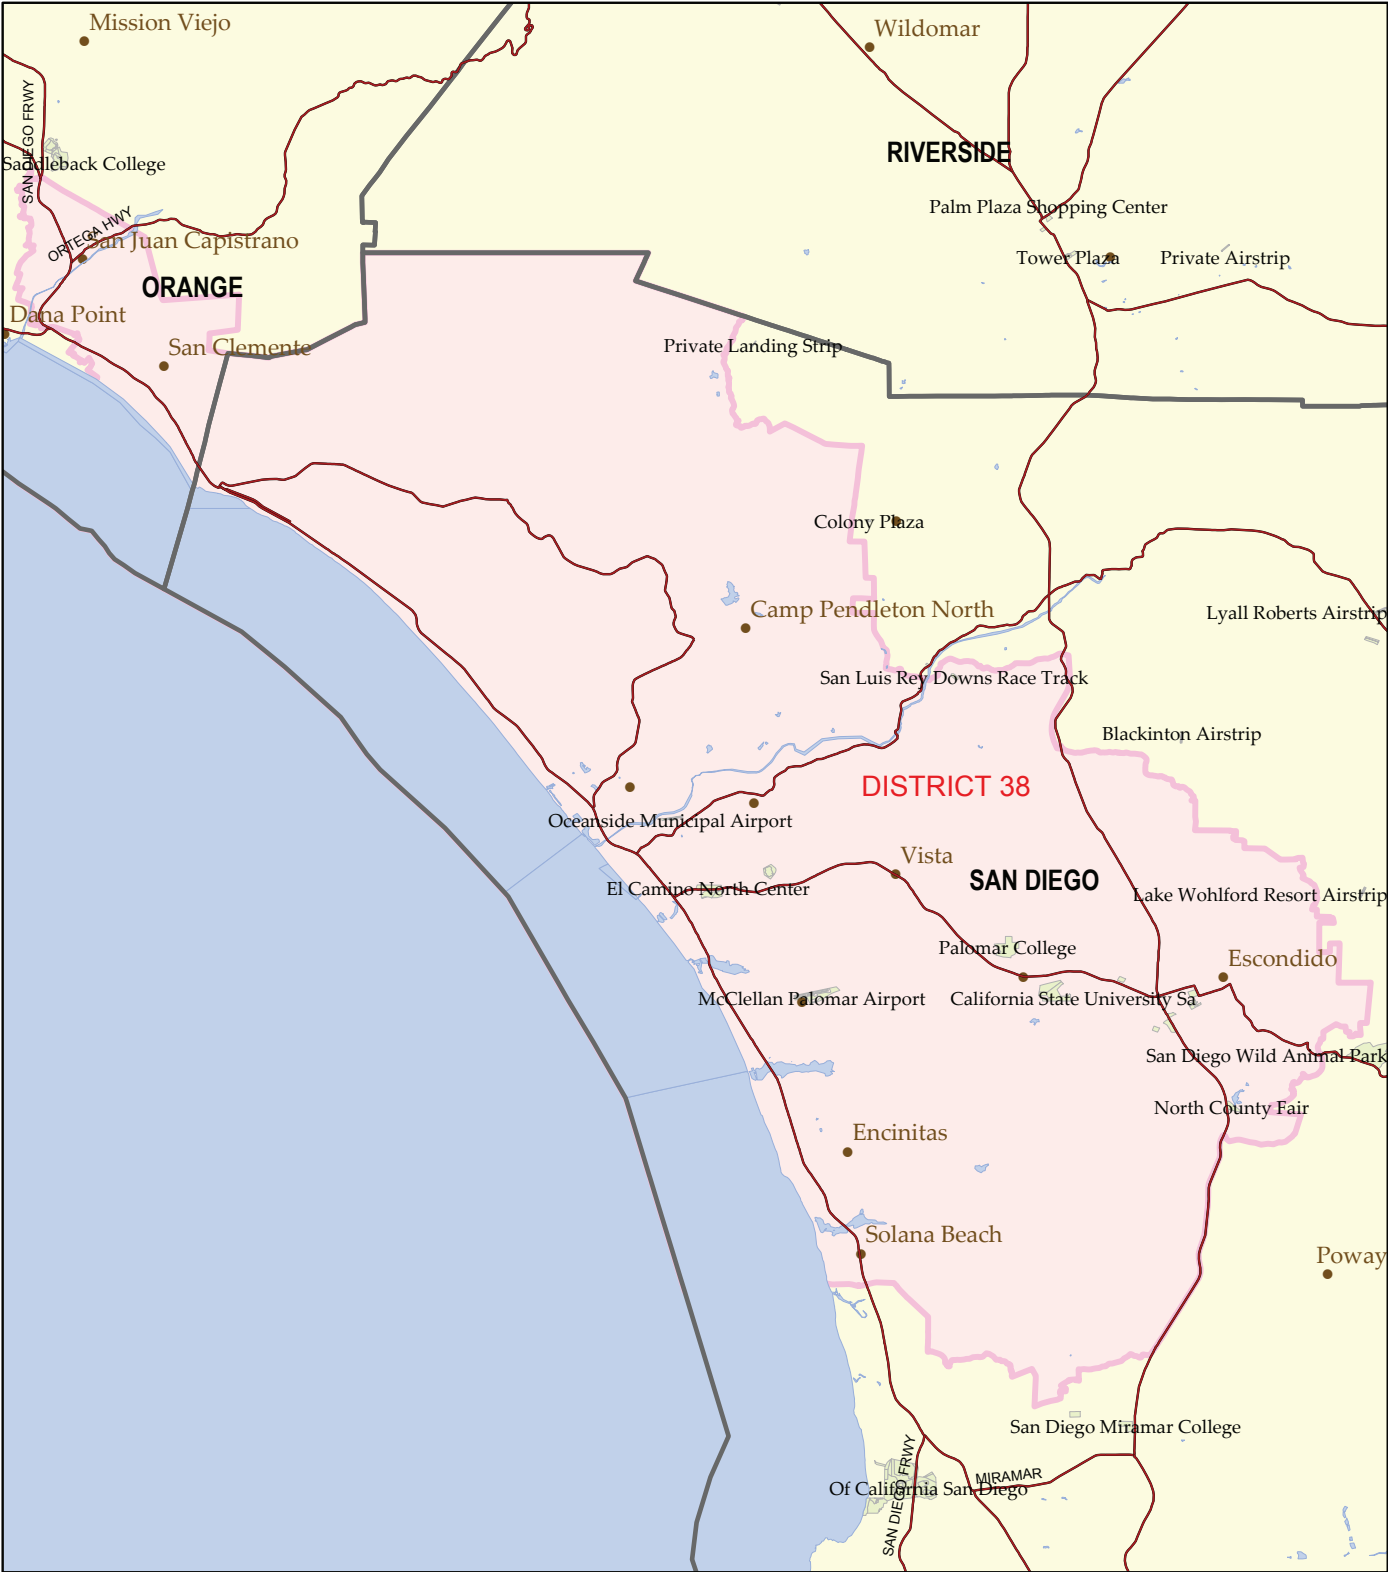 Mission Viejo
Wildomar
SAN DIEGO FRWY
RIVERSIDE
Saddleback College
Palm Plaza Shopping Center
ORTEGA HWY
San Juan Capistrano
Tower Plaza
Private Airstrip
ORANGE
Dana Point
San Clemente
Private Landing Strip
Colony Plaza
Camp Pendleton North
Lyall Roberts Airstrip
San Luis Rey Downs Race Track
Blackinton Airstrip
DISTRICT 38
Oceanside Municipal Airport
Vista
SAN DIEGO
El Camino North Center
Lake Wohlford Resort Airstrip
Palomar College
Escondido
McClellan Palomar Airport
California State University Sa
San Diego Wild Animal Park
North County Fair
Encinitas
Solana Beach
Poway
San Diego Miramar College
MIRAMAR
Of California San Diego
SAN DIEGO FRWY